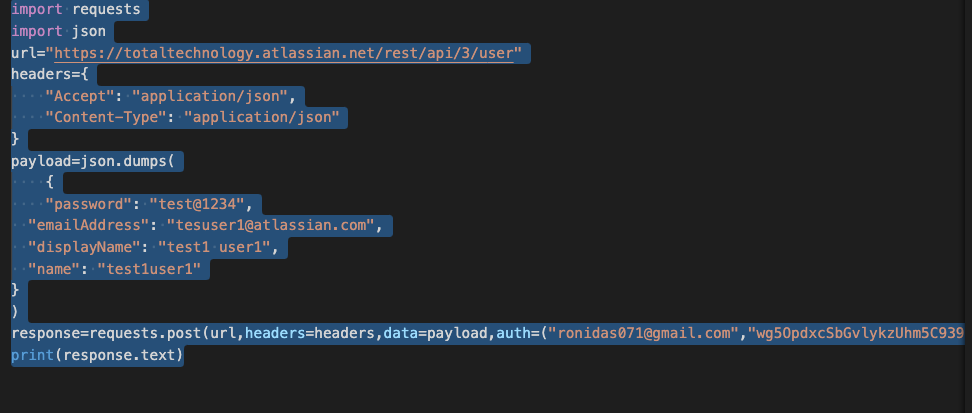 import requests
import json
url="https://totaltechnology.atlassian.net/rest/api/3/user"
headers={
    "Accept": "application/json",
    "Content-Type": "application/json"
}
payload=json.dumps(
    {
    "password": "test@1234",
  "emailAddress": "tesuser1@atlassian.com",
  "displayName": "test1 user1",
  "name": "test1user1"
}
)
response=requests.post(url,headers=headers,data=payload,auth=("ronidas071@gmail.com","wg5OpdxcSbGvlykzUhm5C939
print(response.text)